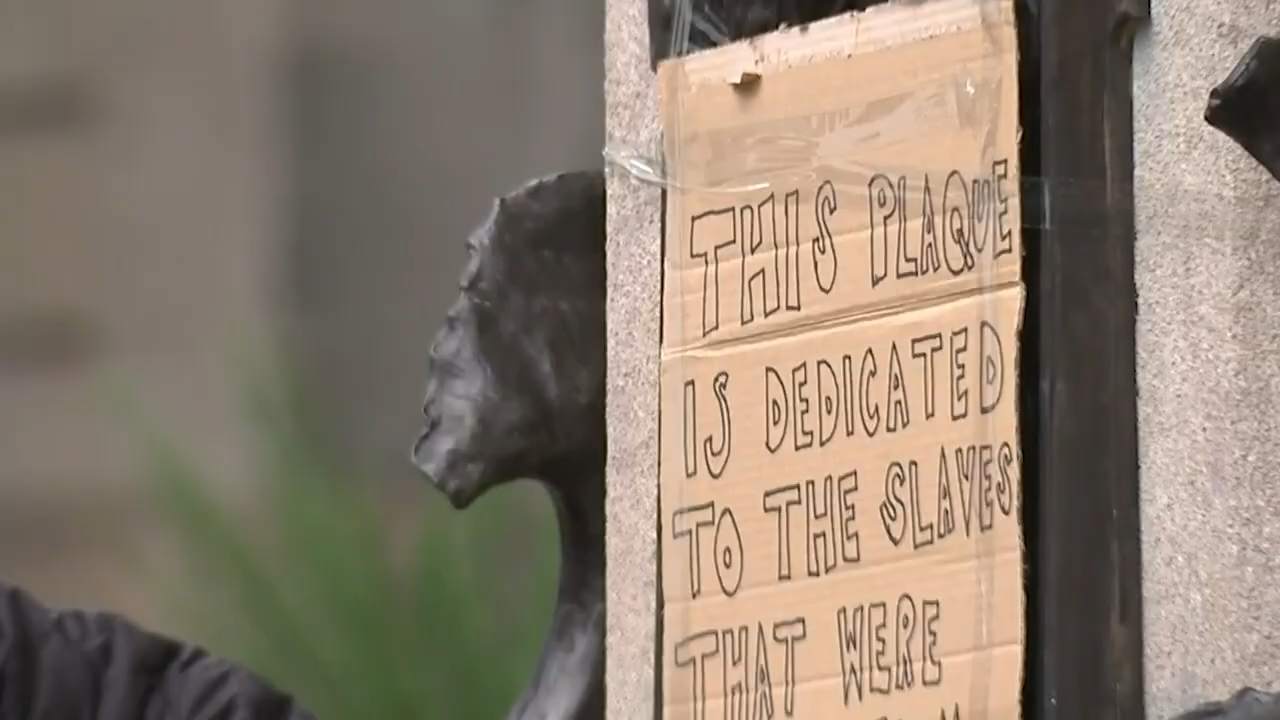 THIS PLAQUE
IS DEDICATED
TO THE SLAVES
THAT WERE